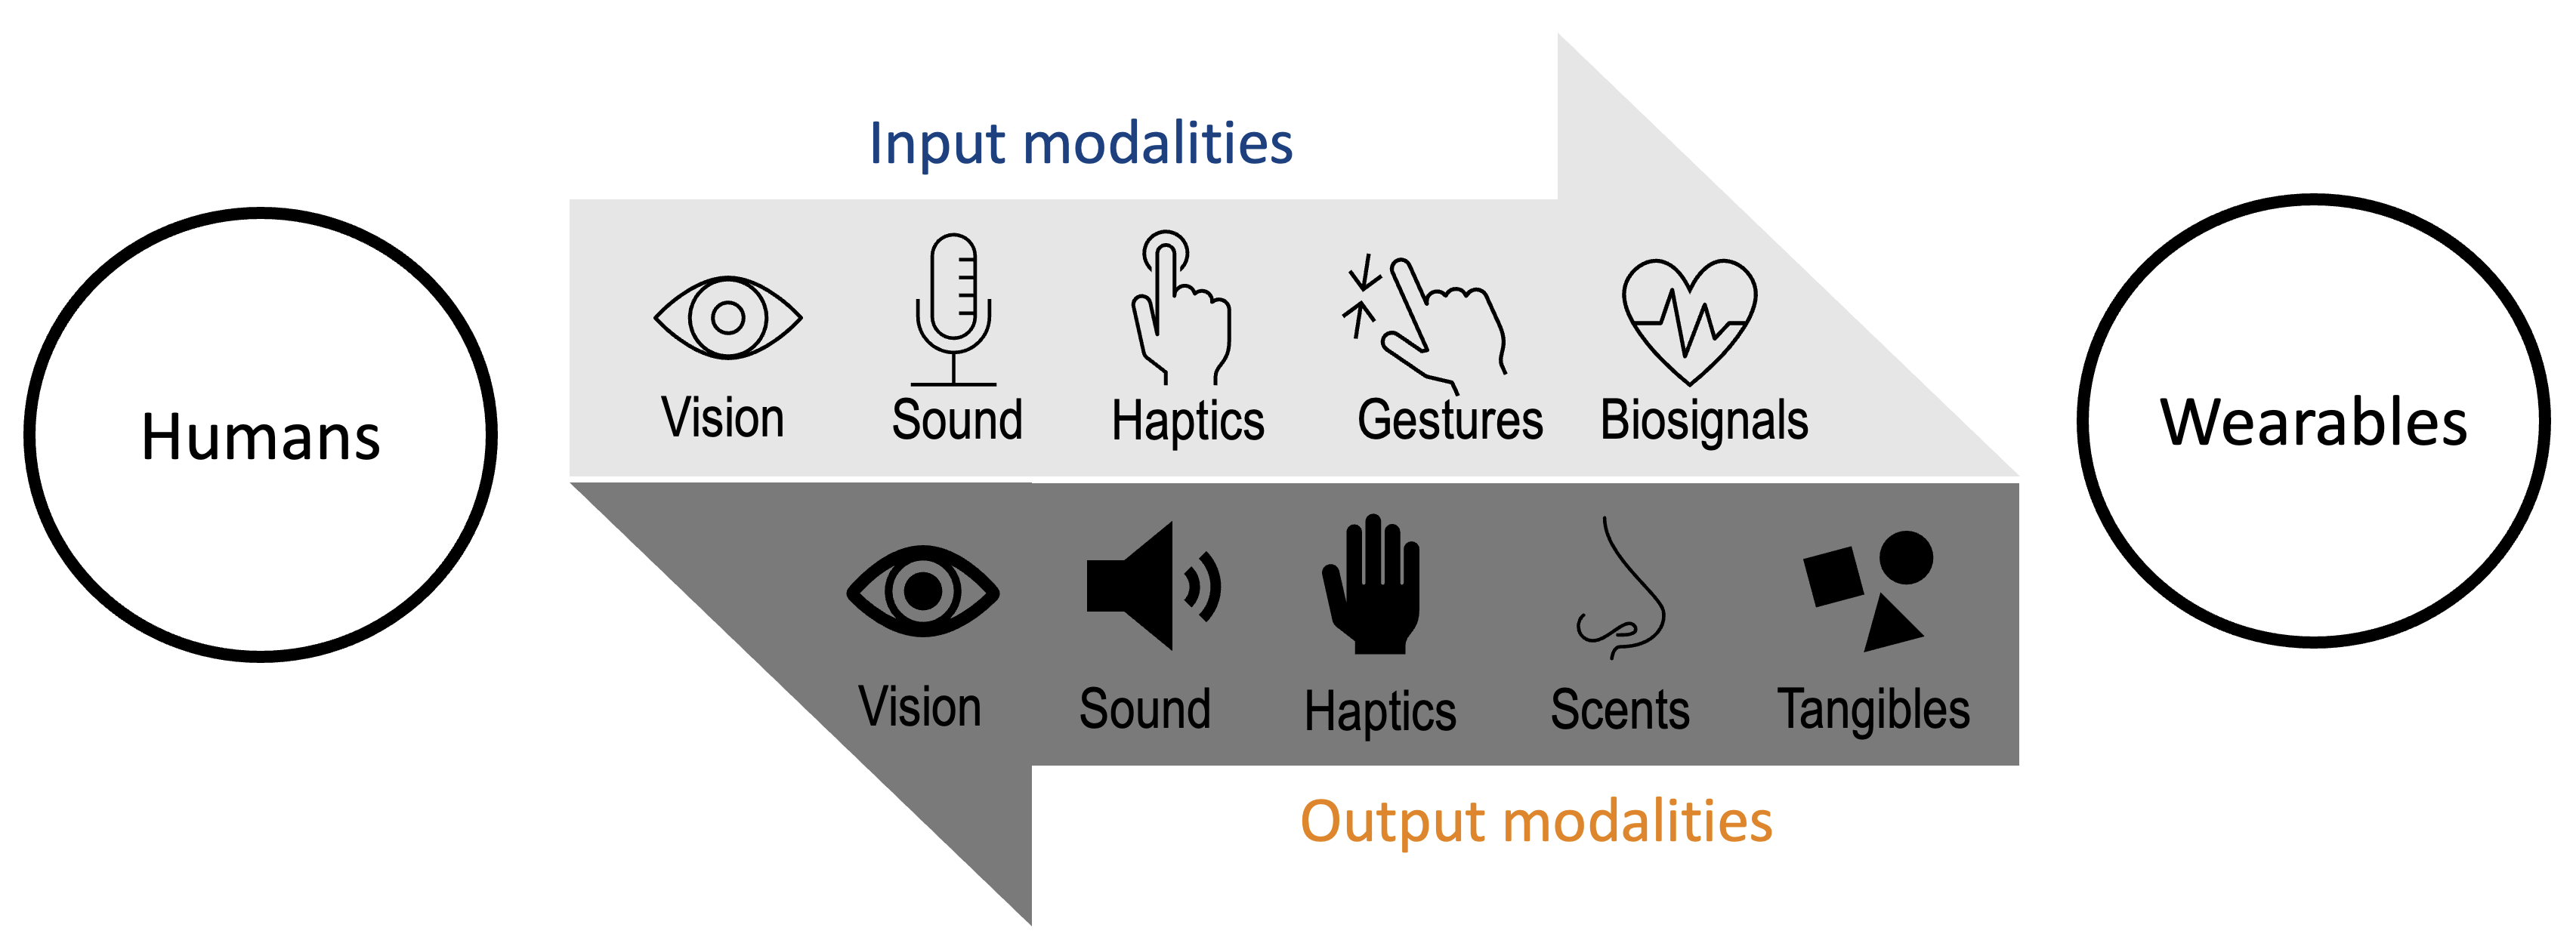 Input modalities
Humans
Vision
Sound
Haptics
Gestures
Biosignals
Wearables
Vision
Sound
Haptics
Scents
Tangibles
Output modalities